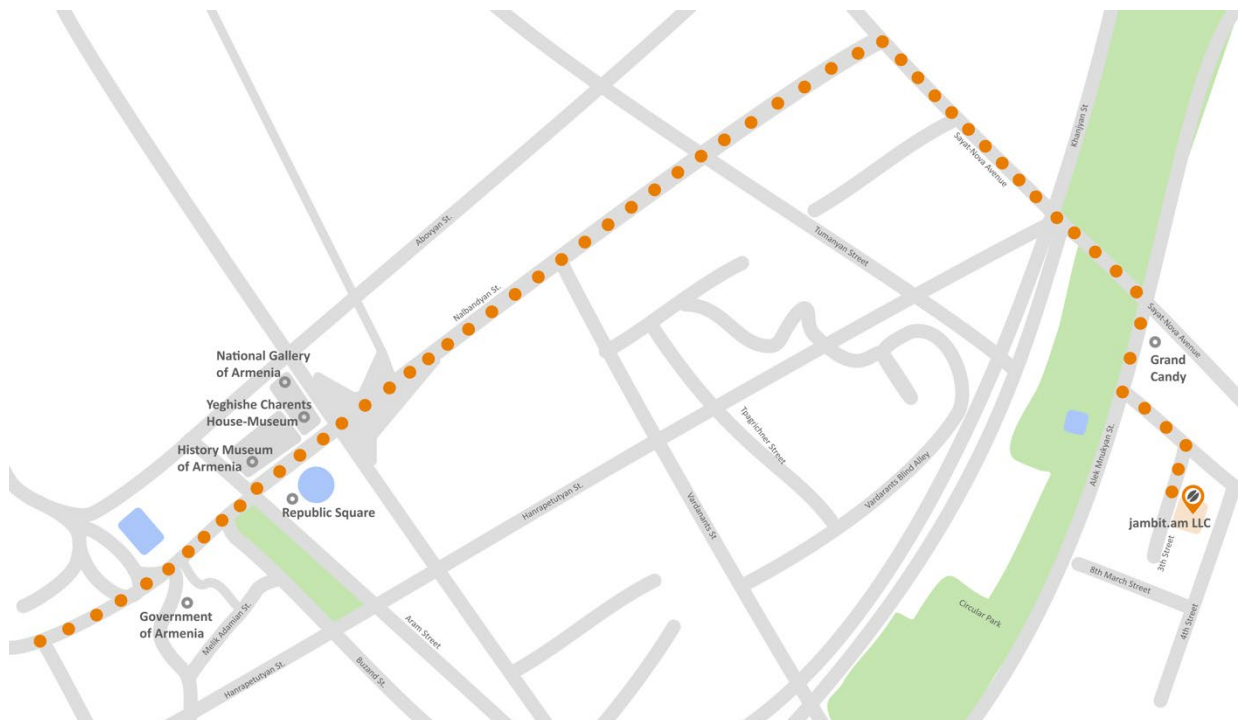 Khanjyan St
Sayat-Nova Avenue
Abovyan St.
Tumanyan Street
Nalbandyan St.
Sayat-Nova Avenue
National Gallery
of Armenia
Grand
Candy
Yeghishe Charents
House-Museum
Tpagrichner Street
History Museum
of Armenia
Alek Mnukyan St.
Vardarants Blind Alley
Hanrapetutyan St.
Republic Square
Vardanants St
jambit.am LLC
3th Street
8th March Street
Circular Park
Government
of Armenia
Melik Adamian St.
Aram Street
4th Street
Buzand St.
Hanrapetutyan St.